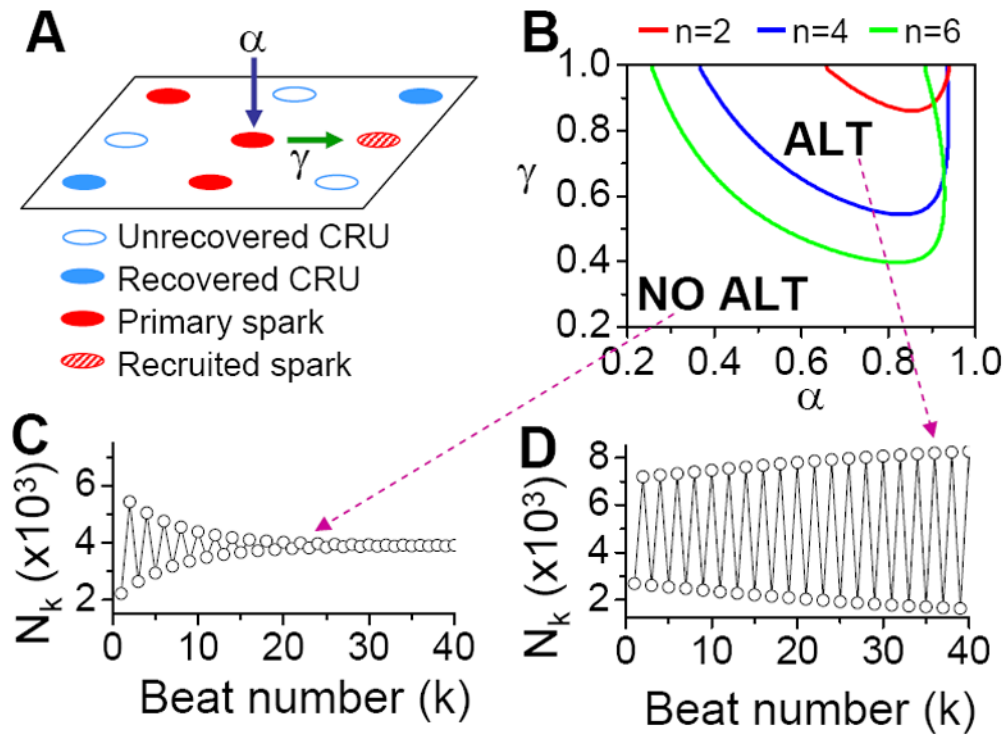 A
α
γ
Unrecovered CRU
Recovered CRU
Primary spark
Recruited spark
B
n=2 n=4 n=6
1.0
0.8
0.6
0.4
0.2
γ
ALT
NO ALT
0.2 0.4 0.6 0.8 1.0
α
C
N_k (x10^3)
6
4
2
0 10 20 30 40
Beat number (k)
D
N_k (x10^3)
8
6
4
2
0 10 20 30 40
Beat number (k)